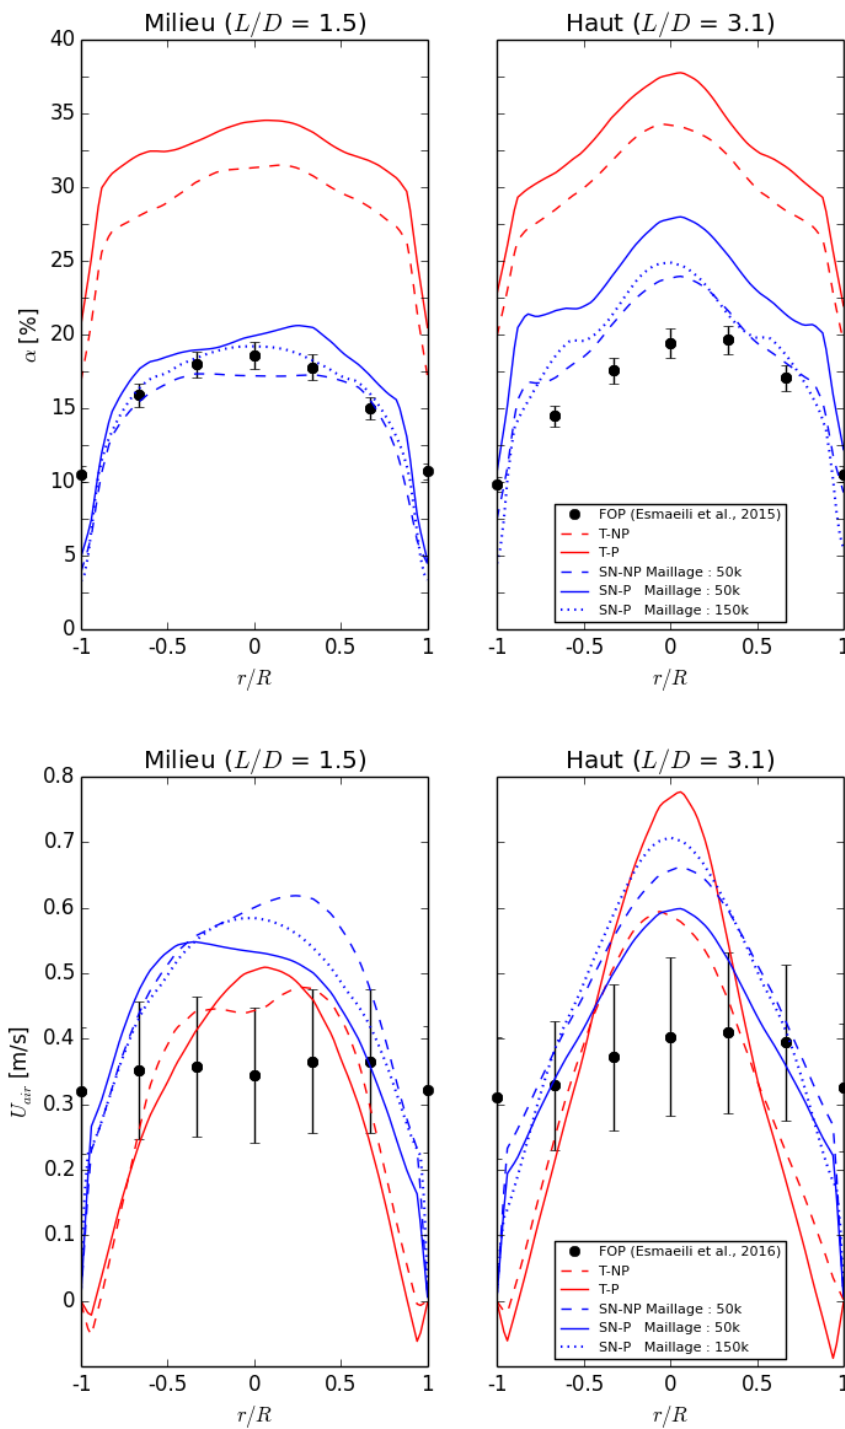 Milieu (L/D = 1.5)
Haut (L/D = 3.1)
40
35
30
25
20
15
10
5
0
α [%]
-1 -0.5 0 0.5 1
r/R
-1 -0.5 0 0.5 1
r/R
FOP (Esmaeili et al., 2015)
T-NP
T-P
SN-NP Maillage : 50k
SN-P Maillage : 50k
SN-P Maillage : 150k
Milieu (L/D = 1.5)
Haut (L/D = 3.1)
0.8
0.7
0.6
0.5
0.4
0.3
0.2
0.1
0
U_air [m/s]
-1 -0.5 0 0.5 1
r/R
-1 -0.5 0 0.5 1
r/R
FOP (Esmaeili et al., 2016)
T-NP
T-P
SN-NP Maillage : 50k
SN-P Maillage : 50k
SN-P Maillage : 150k